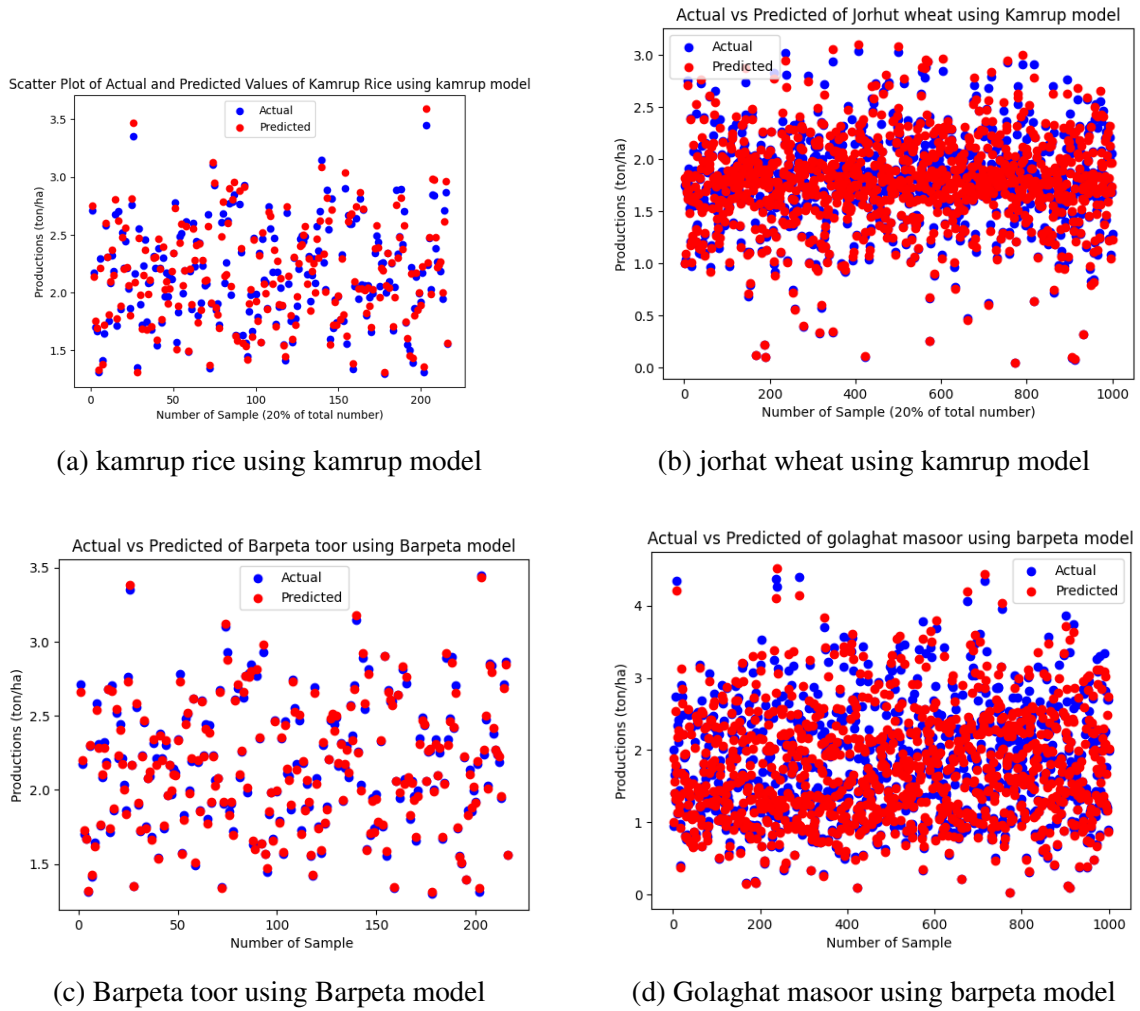 Scatter Plot of Actual and Predicted Values of Kamrup Rice using kamrup model
Actual
Predicted
Productions (ton/ha)
3.5
3.0
2.5
2.0
1.5
0 50 100 150 200
Number of Sample (20% of total number)
(a) kamrup rice using kamrup model
Actual vs Predicted of Jorhut wheat using Kamrup model
Actual
Predicted
Productions (ton/ha)
3.0
2.5
2.0
1.5
1.0
0.5
0.0
0 200 400 600 800 1000
Number of Sample (20% of total number)
(b) jorhat wheat using kamrup model
Actual vs Predicted of Barpeta toor using Barpeta model
Actual
Predicted
Productions (ton/ha)
3.5
3.0
2.5
2.0
1.5
0 50 100 150 200
Number of Sample
(c) Barpeta toor using Barpeta model
Actual vs Predicted of golaghat masoor using barpeta model
Actual
Predicted
Productions (ton/ha)
4
3
2
1
0
0 200 400 600 800 1000
Number of Sample
(d) Golaghat masoor using barpeta model